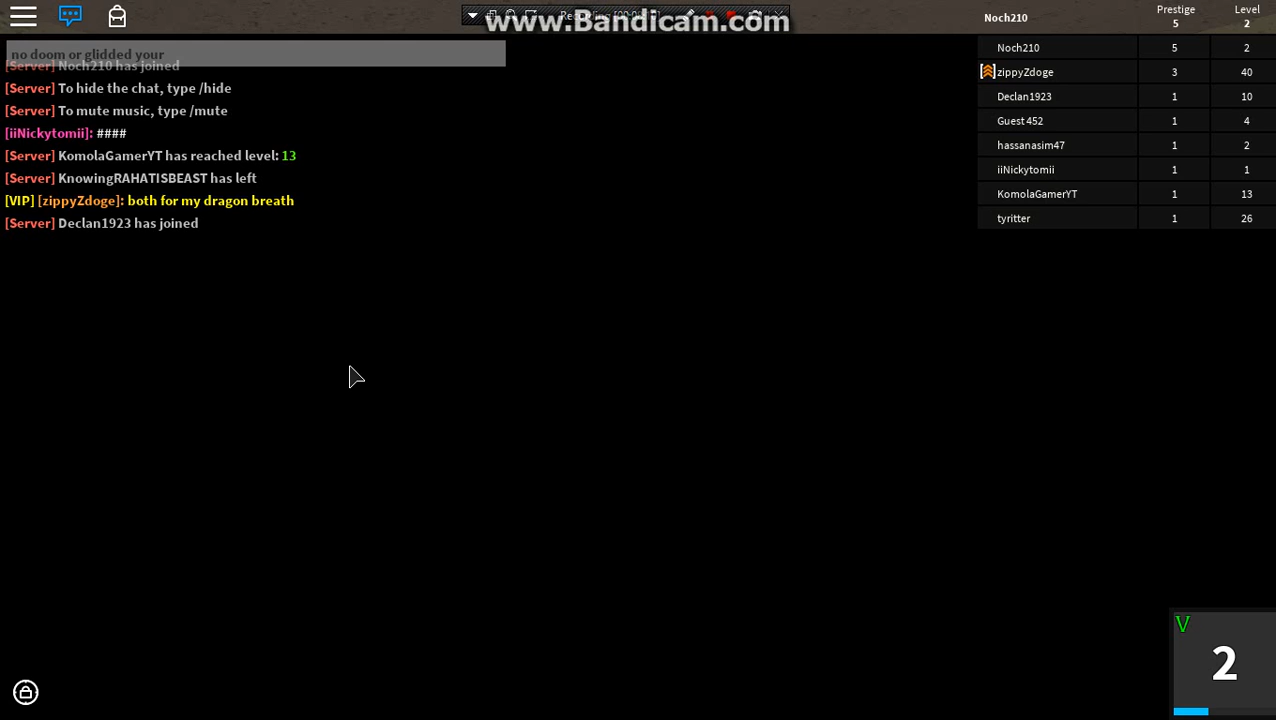 www.Bandicam.com
Noch210
Prestige
5
Level
2
no doom or glidded your
[Server] Noch210 has joined
[Server] To hide the chat, type /hide
[Server] To mute music, type /mute
[iiNickytomii]: ####
[Server] KomolaGamerYT has reached level: 13
[Server] KnowingRAHATISBEAST has left
[VIP] [zippyZdoge]: both for my dragon breath
[Server] Declan1923 has joined
Noch210 5 2
zippyZdoge 3 40
Declan1923 1 10
Guest 452 1 4
hassanasim47 1 2
iiNickytomii 1 1
KomolaGamerYT 1 13
tyritter 1 26
V
2